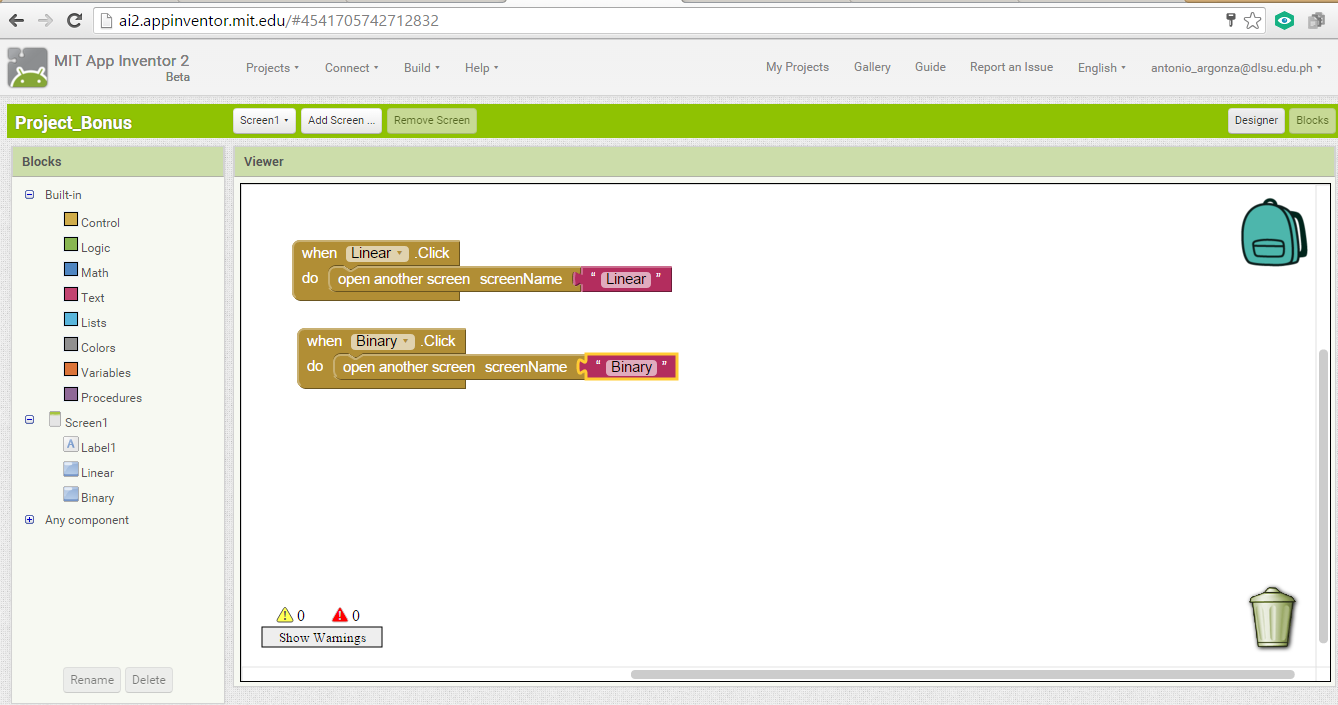 ai2.appinventor.mit.edu/#4541705742712832
MIT App Inventor 2
Beta
Projects Connect Build Help
My Projects Gallery Guide Report an Issue English antonio_argonza@dlsu.edu.ph
Project_Bonus
Screen1 Add Screen ... Remove Screen
Designer Blocks
Blocks
Built-in
Control
Logic
Math
Text
Lists
Colors
Variables
Procedures
Screen1
A Label1
Linear
Binary
Any component
Rename Delete
Viewer
when Linear .Click
do open another screen screenName “ Linear ”
when Binary .Click
do open another screen screenName “ Binary ”
0 0
Show Warnings